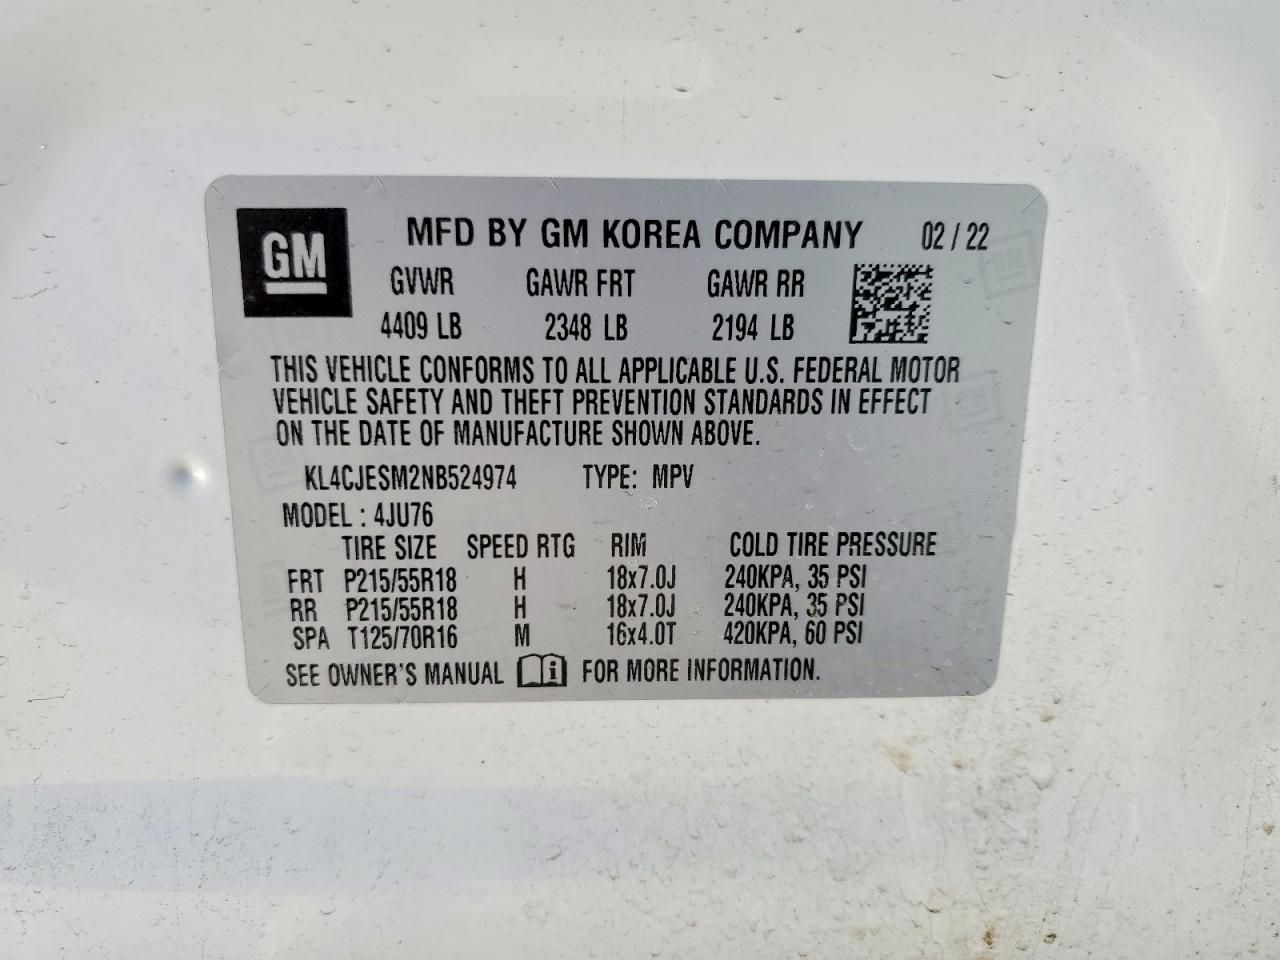 GM
MFD BY GM KOREA COMPANY 02 / 22
GVWR GAWR FRT GAWR RR
4409 LB 2348 LB 2194 LB
THIS VEHICLE CONFORMS TO ALL APPLICABLE U.S. FEDERAL MOTOR
VEHICLE SAFETY AND THEFT PREVENTION STANDARDS IN EFFECT
ON THE DATE OF MANUFACTURE SHOWN ABOVE.
KL4CJESM2NB524974 TYPE: MPV
MODEL : 4JU76
TIRE SIZE SPEED RTG RIM COLD TIRE PRESSURE
FRT P215/55R18 H 18x7.0J 240KPA, 35 PSI
RR P215/55R18 H 18x7.0J 240KPA, 35 PSI
SPA T125/70R16 M 16x4.0T 420KPA, 60 PSI
SEE OWNER'S MANUAL i FOR MORE INFORMATION.